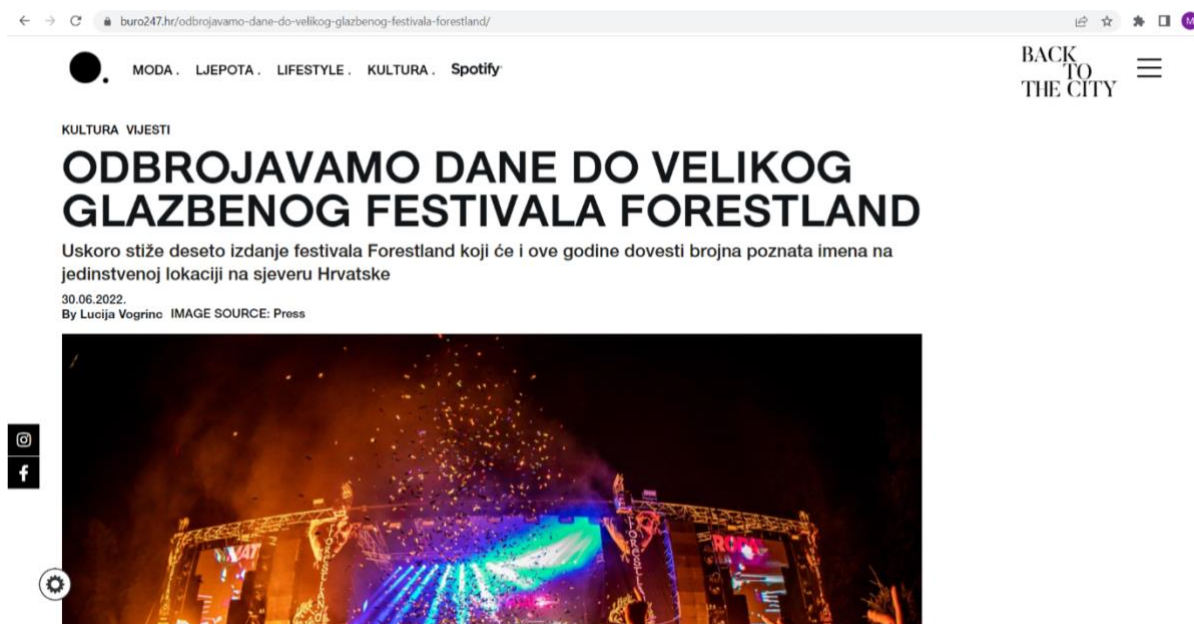 buro247.hr/odbrojavamo-dane-do-velikog-glazbenog-festivala-forestland/
M
MODA . LJEPOTA . LIFESTYLE . KULTURA . Spotify
BACK
TO
THE CITY
KULTURA VIJESTI
ODBROJAVAMO DANE DO VELIKOG
GLAZBENOG FESTIVALA FORESTLAND
Uskoro stiže deseto izdanje festivala Forestland koji će i ove godine dovesti brojna poznata imena na
jedinstvenoj lokaciji na sjeveru Hrvatske
30.06.2022.
By Lucija Vogrinc IMAGE SOURCE: Press